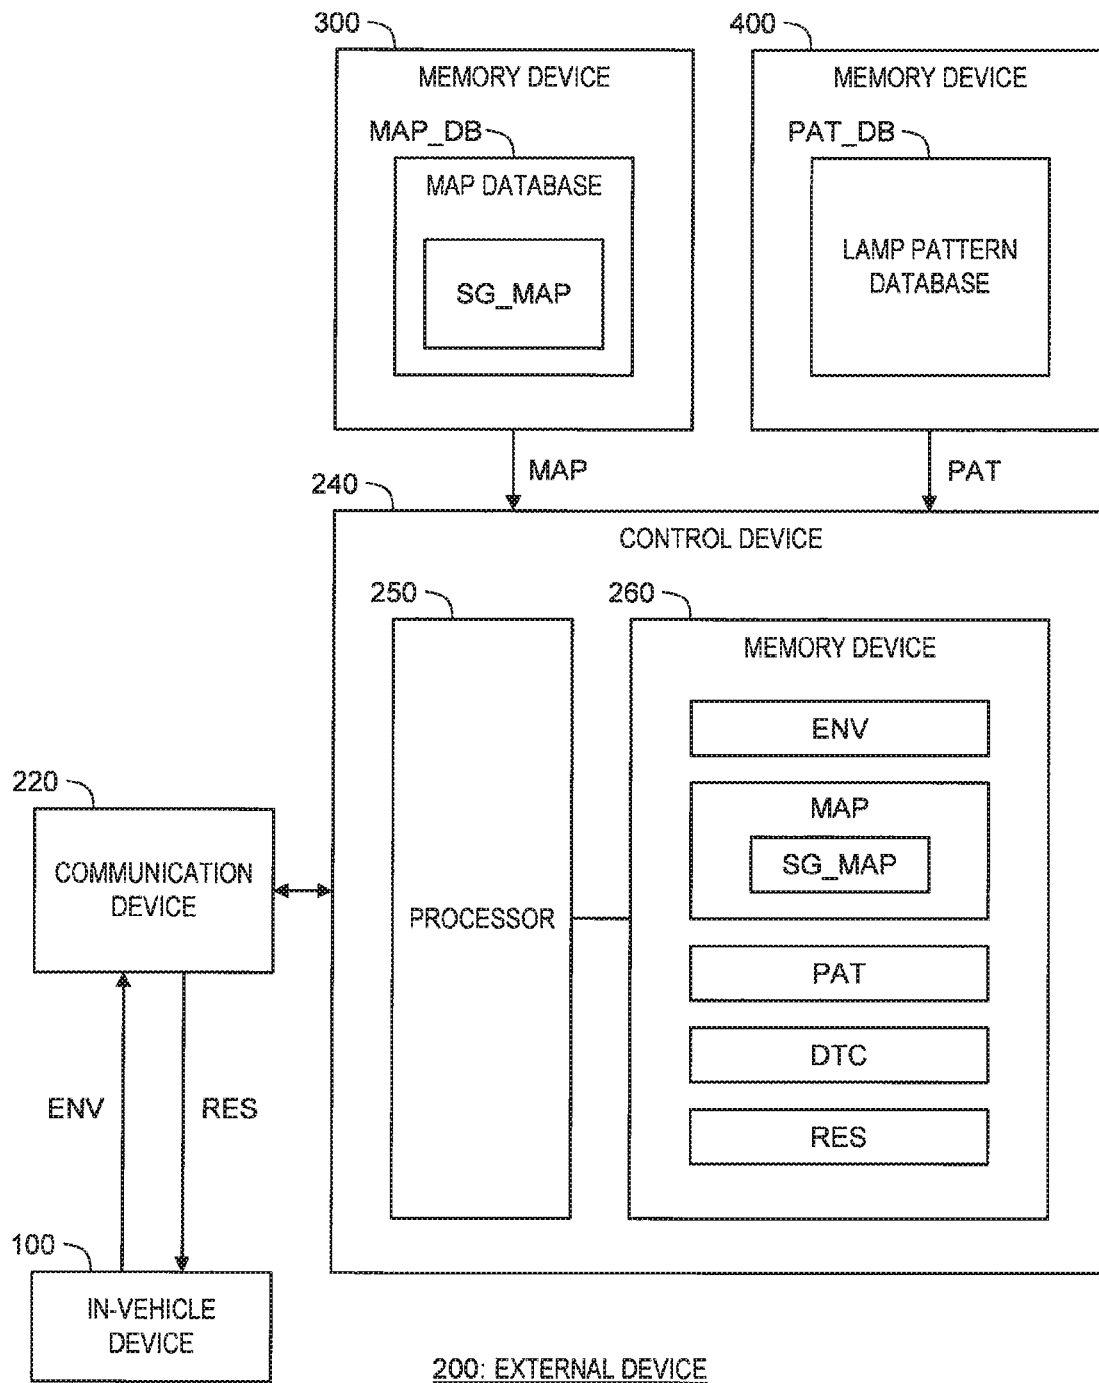 300
MEMORY DEVICE
MAP_DB
MAP DATABASE
SG_MAP
400
MEMORY DEVICE
PAT_DB
LAMP PATTERN
DATABASE
MAP
PAT
240
CONTROL DEVICE
250
PROCESSOR
260
MEMORY DEVICE
ENV
MAP
SG_MAP
PAT
DTC
RES
220
COMMUNICATION
DEVICE
ENV
RES
100
IN-VEHICLE
DEVICE
200: EXTERNAL DEVICE